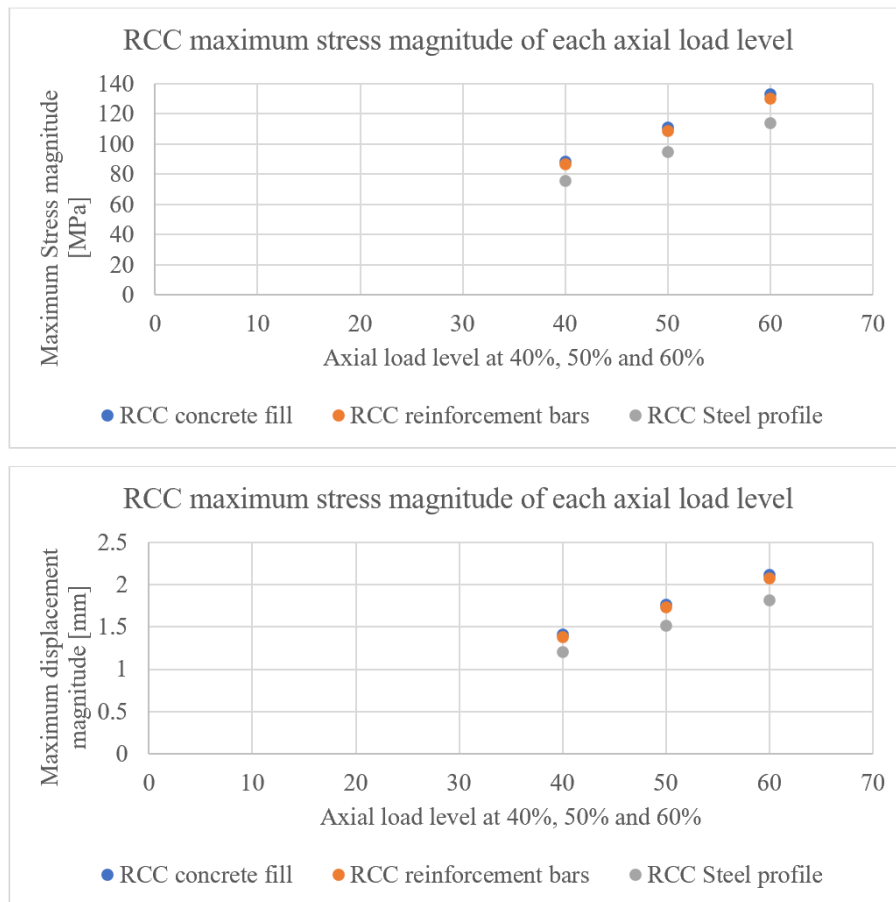 RCC maximum stress magnitude of each axial load level
Maximum Stress magnitude
[MPa]
140
120
100
80
60
40
20
0
0 10 20 30 40 50 60 70
Axial load level at 40%, 50% and 60%
RCC concrete fill RCC reinforcement bars RCC Steel profile
RCC maximum stress magnitude of each axial load level
Maximum displacement
magnitude [mm]
2.5
2
1.5
1
0.5
0
0 10 20 30 40 50 60 70
Axial load level at 40%, 50% and 60%
RCC concrete fill RCC reinforcement bars RCC Steel profile